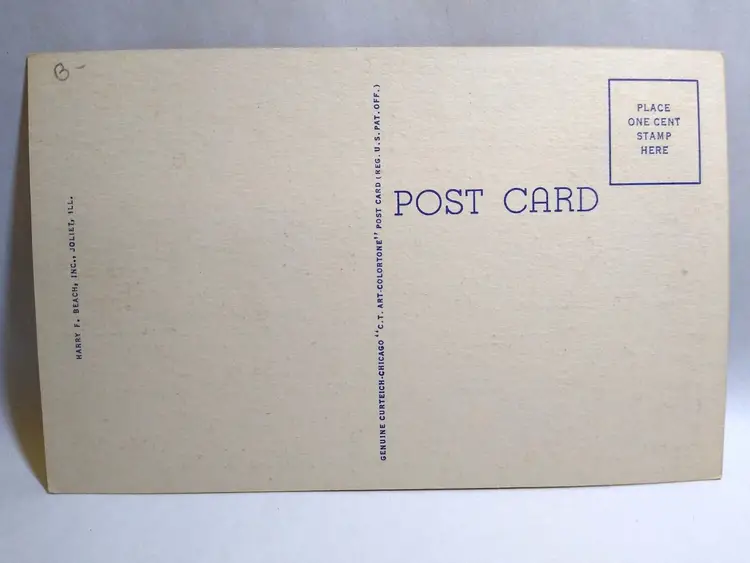 B-
HARRY F. BEACH, INC., JOLIET, ILL.
GENUINE CURTEICH-CHICAGO "C.T. ART-COLORTONE" POST CARD (REG. U.S. PAT. OFF.)
POST CARD
PLACE
ONE CENT
STAMP
HERE